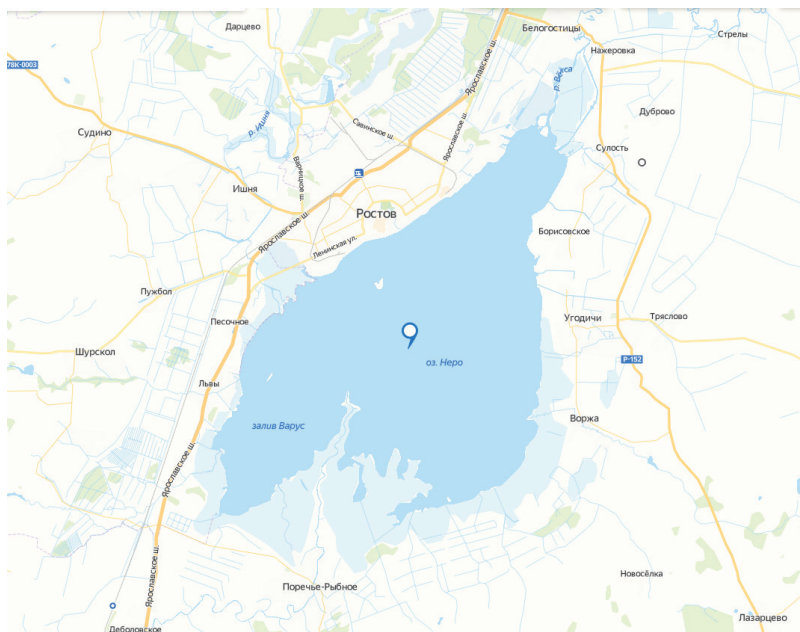 Дарцево
Белогостицы
Стрелы
Нажеровка
78К-0003
Ярославское ш.
р. Вёкса
Дуброво
р. Ишня
Савинское ш.
Судино
Ярославское ш.
Сулость
Варницкое ш.
Ишня
Ростов
Ярославское ш.
Ленинская ул.
Борисовское
Пужбол
Песочное
Угодичи
Тряслово
Шурскол
оз. Неро
Р-152
Львы
залив Варус
Воржа
Ярославское ш.
Новосёлка
Поречье-Рыбное
Ярославское ш.
Лазарцево
Деболовское